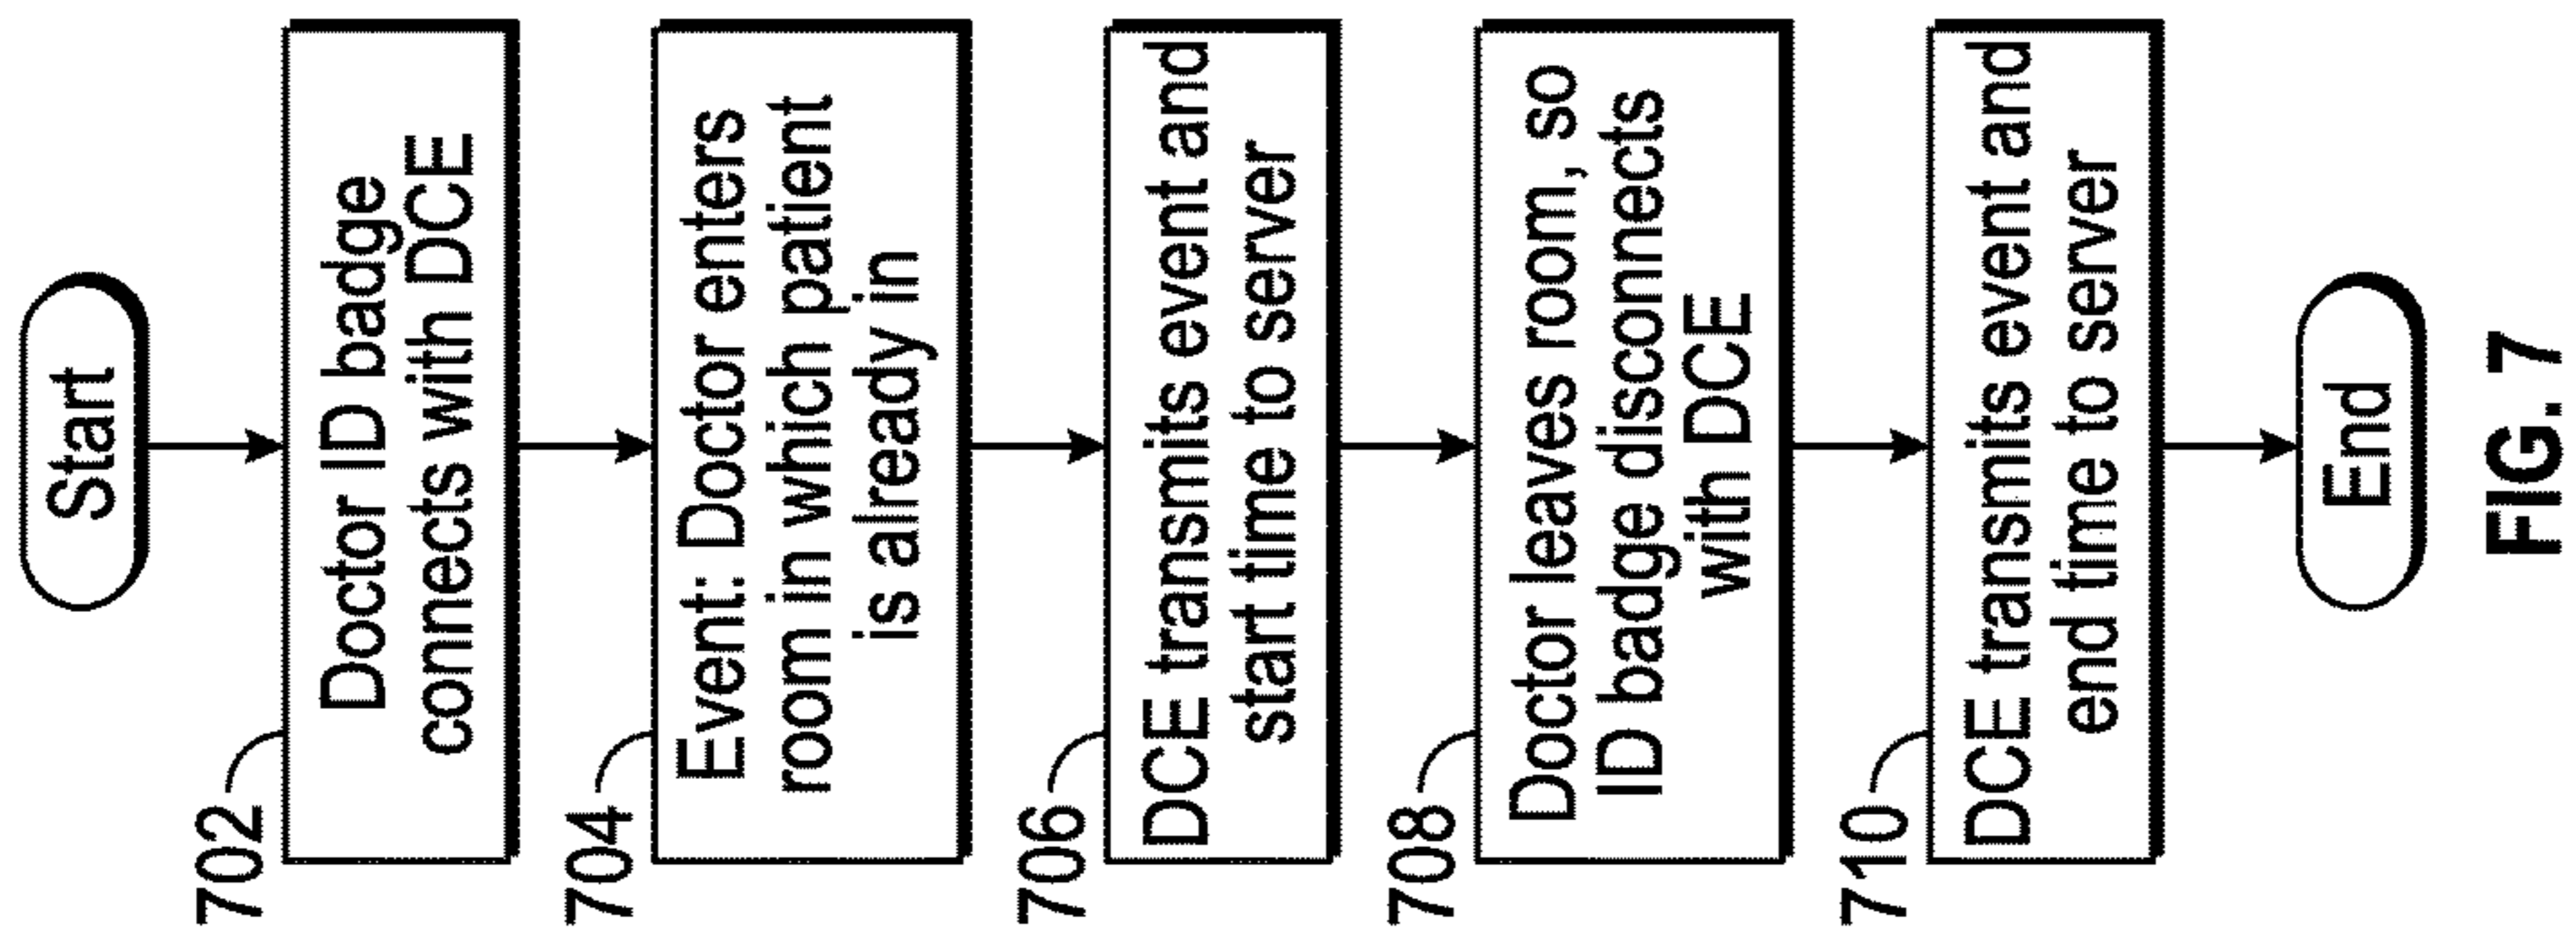 Start
702
Doctor ID badge
connects with DCE
704
Event: Doctor enters
room in which patient
is already in
706
DCE transmits event and
start time to server
708
Doctor leaves room, so
ID badge disconnects
with DCE
710
DCE transmits event and
end time to server
End
FIG. 7